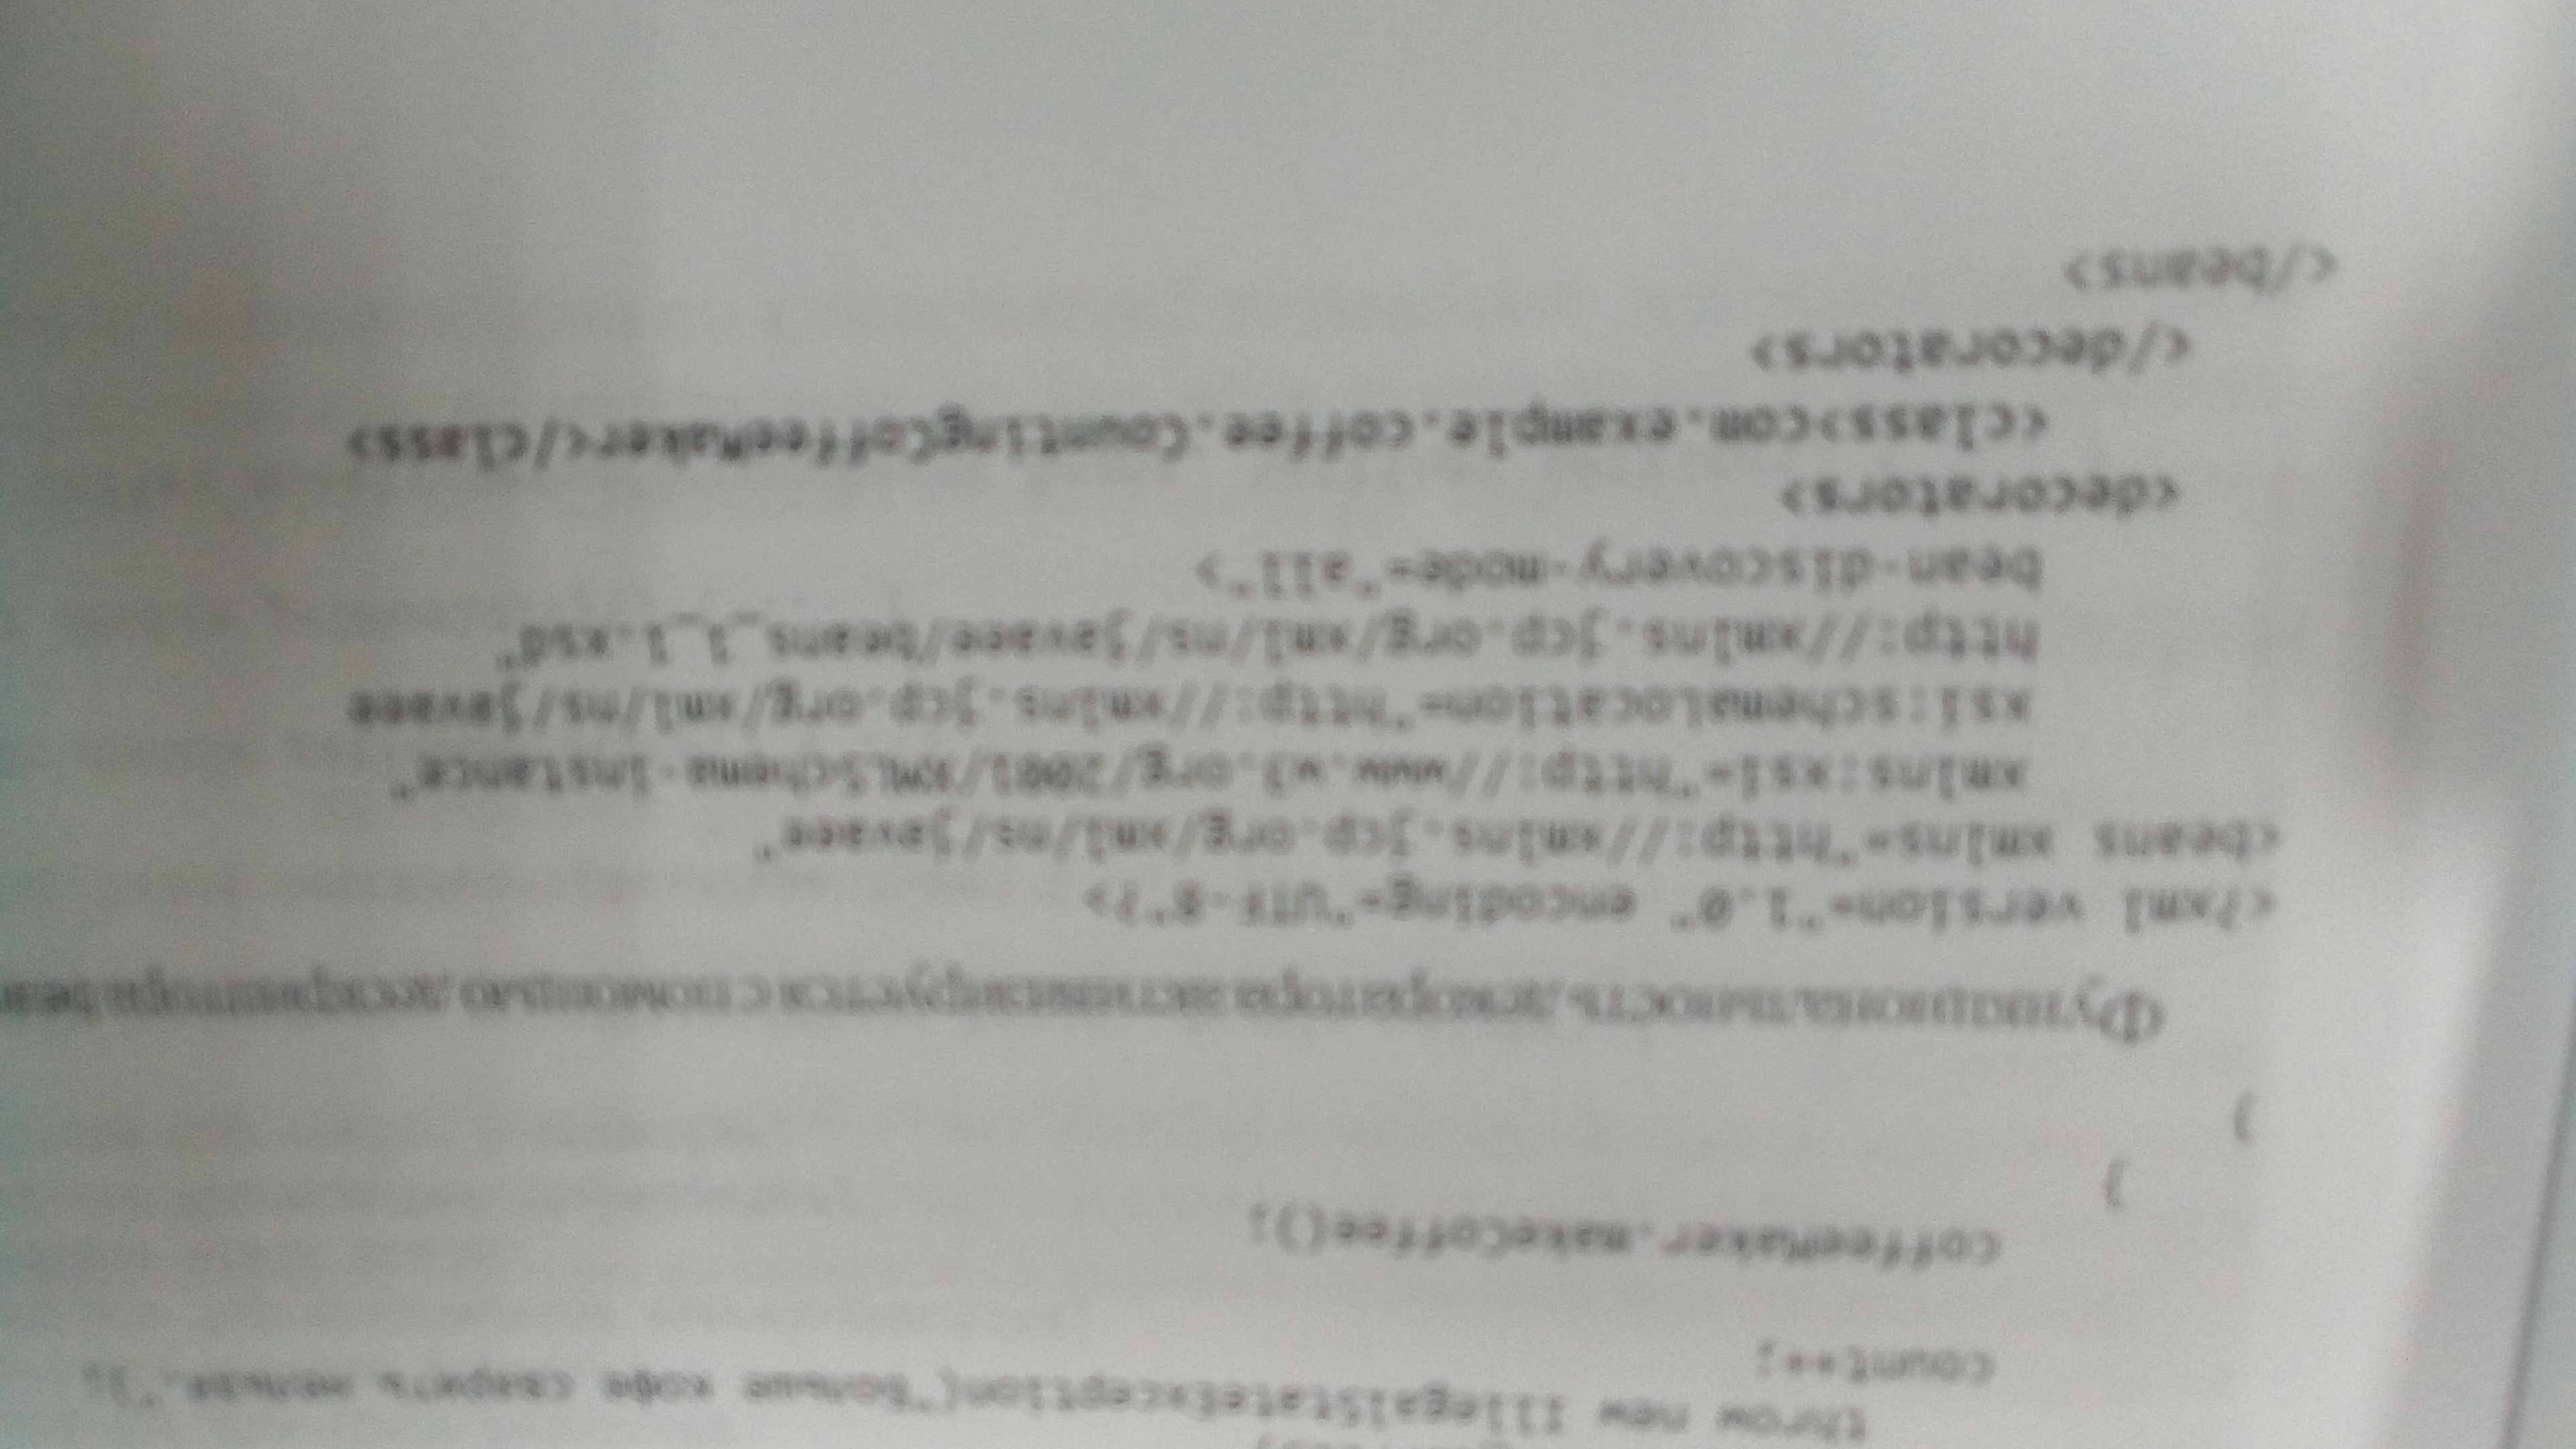 throw new IllegalStateException("Больше кофе сварить нельзя.");
count++;
coffeeMaker.makeCoffee();
}
}
Функциональность декоратора активизируется с помощью дескриптора
<?xml version="1.0" encoding="UTF-8"?>
<beans xmlns="http://xmlns.jcp.org/xml/ns/javaee"
xmlns:xsi="http://www.w3.org/2001/XMLSchema-instance"
xsi:schemaLocation="http://xmlns.jcp.org/xml/ns/javaee
http://xmlns.jcp.org/xml/ns/javaee/beans_1_1.xsd"
bean-discovery-mode="all">
<decorators>
<class>com.example.coffee.CountingCoffeeMaker</class>
</decorators>
</beans>